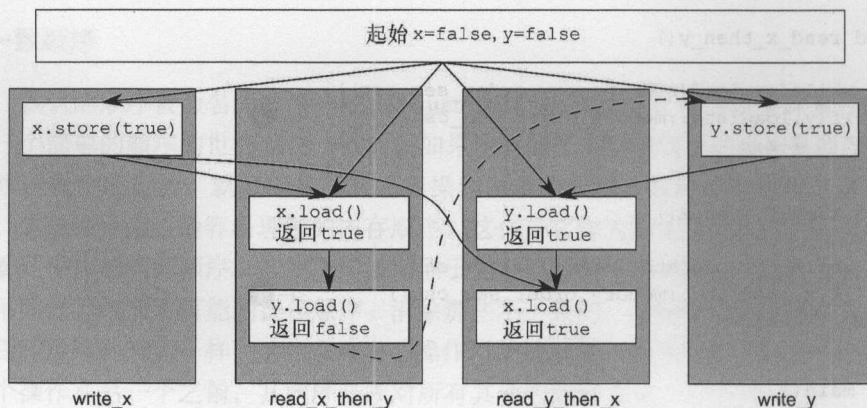 起始 x=false, y=false
read_x_then_y
x.store(true)
y.store(true)
x.load()
返回true
y.load()
返回true
y.load()
返回false
x.load()
返回true
write_x
read_x_then_y
read_y_then_x
write_y